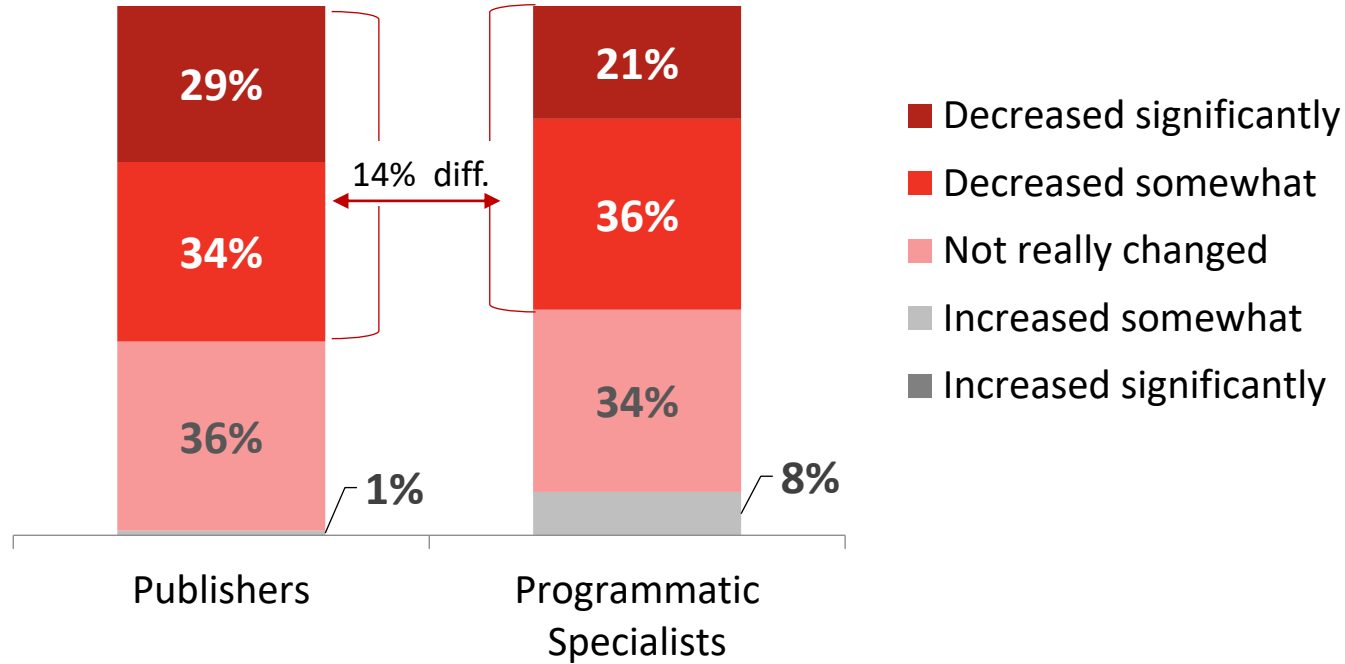 29%
34%
36%
1%
14% diff.
21%
36%
34%
8%
Publishers
Programmatic
Specialists
Decreased significantly
Decreased somewhat
Not really changed
Increased somewhat
Increased significantly